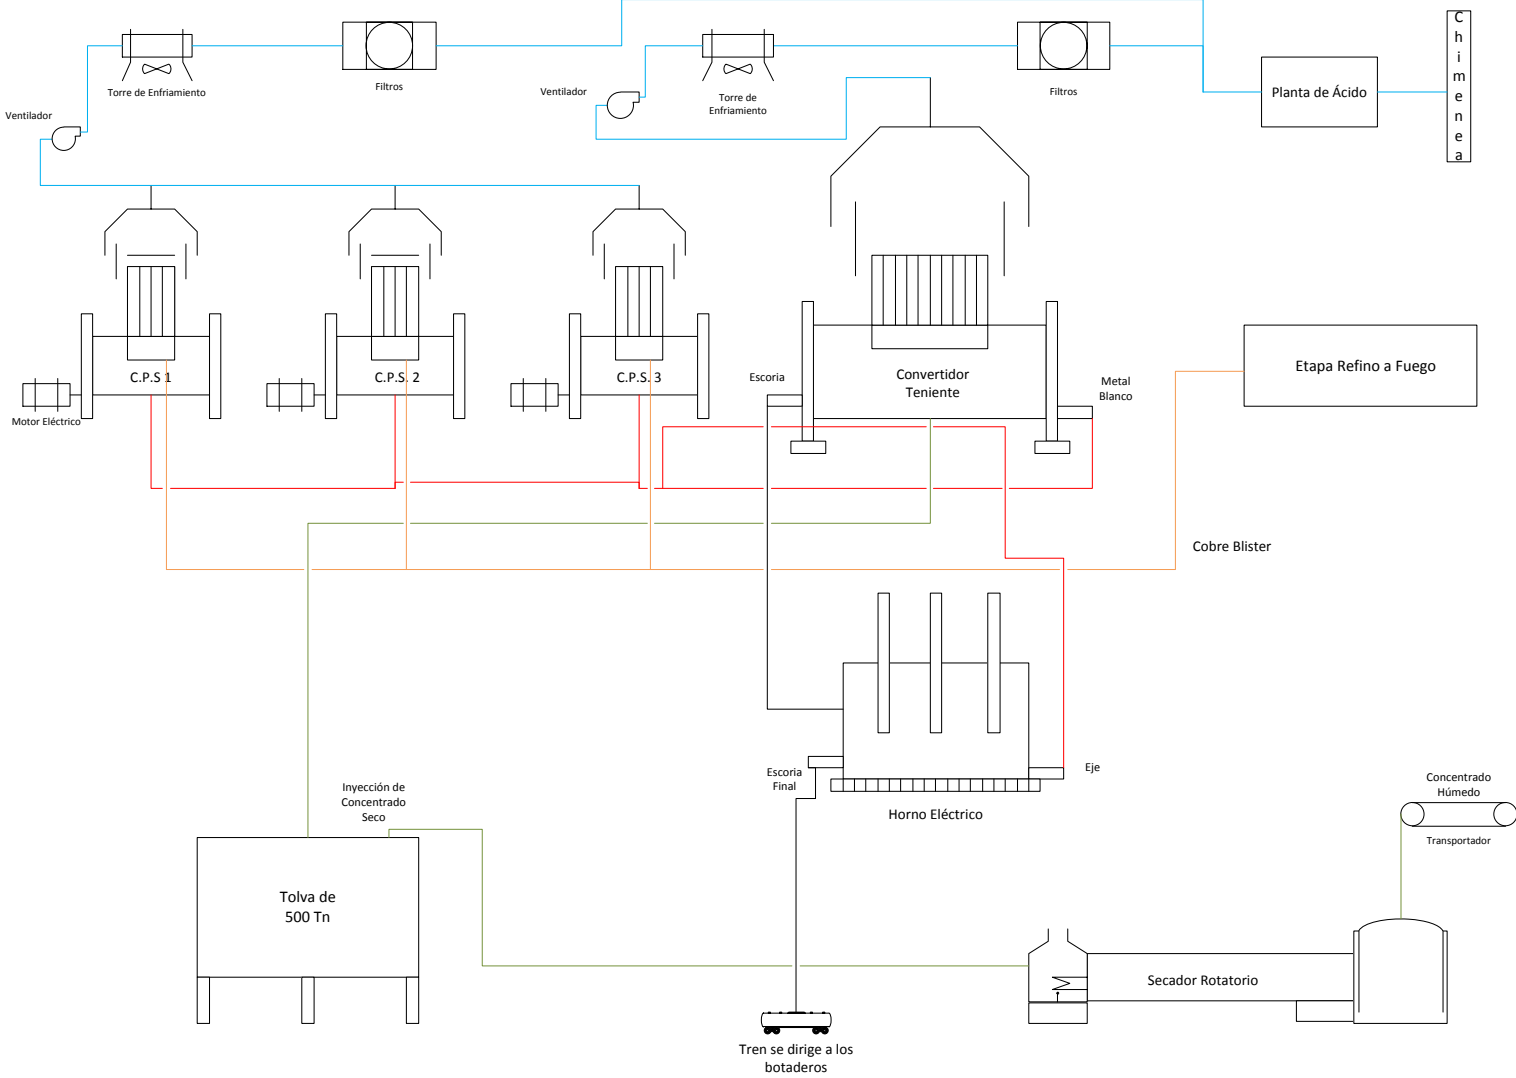 C
h
i
m
e
n
e
a
Torre de Enfriamiento
Filtros
Ventilador
Torre de
Enfriamiento
Filtros
Planta de Ácido
Ventilador
C.P.S 1
C.P.S. 2
C.P.S. 3
Motor Eléctrico
Escoria
Convertidor
Teniente
Metal
Blanco
Etapa Refino a Fuego
Cobre Blister
Escoria
Final
Eje
Horno Eléctrico
Inyección de
Concentrado
Seco
Tolva de
500 Tn
Concentrado
Húmedo
Transportador
Secador Rotatorio
Tren se dirige a los
botaderos